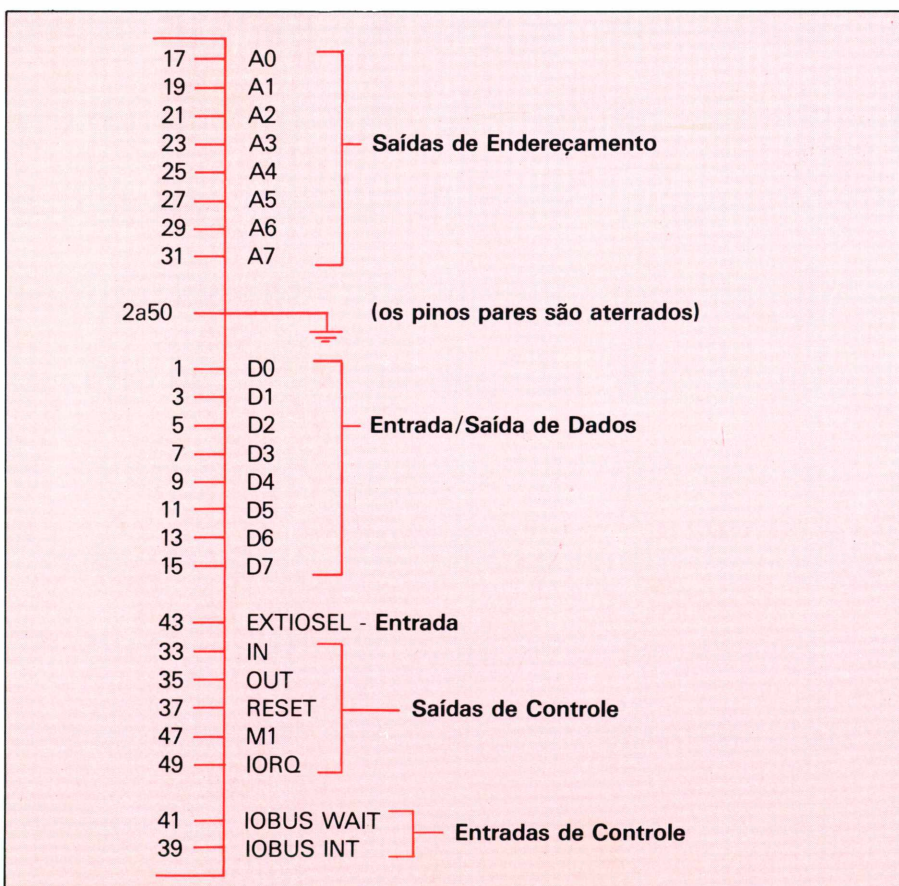 17 A0
19 A1
21 A2
23 A3 Saídas de Endereçamento
25 A4
27 A5
29 A6
31 A7
2a50 (os pinos pares são aterrados)
1 D0
3 D1
5 D2 Entrada/Saída de Dados
7 D3
9 D4
11 D5
13 D6
15 D7
43 EXTIOSEL - Entrada
33 IN
35 OUT
37 RESET Saídas de Controle
47 M1
49 IORQ
41 IOBUS WAIT Entradas de Controle
39 IOBUS INT